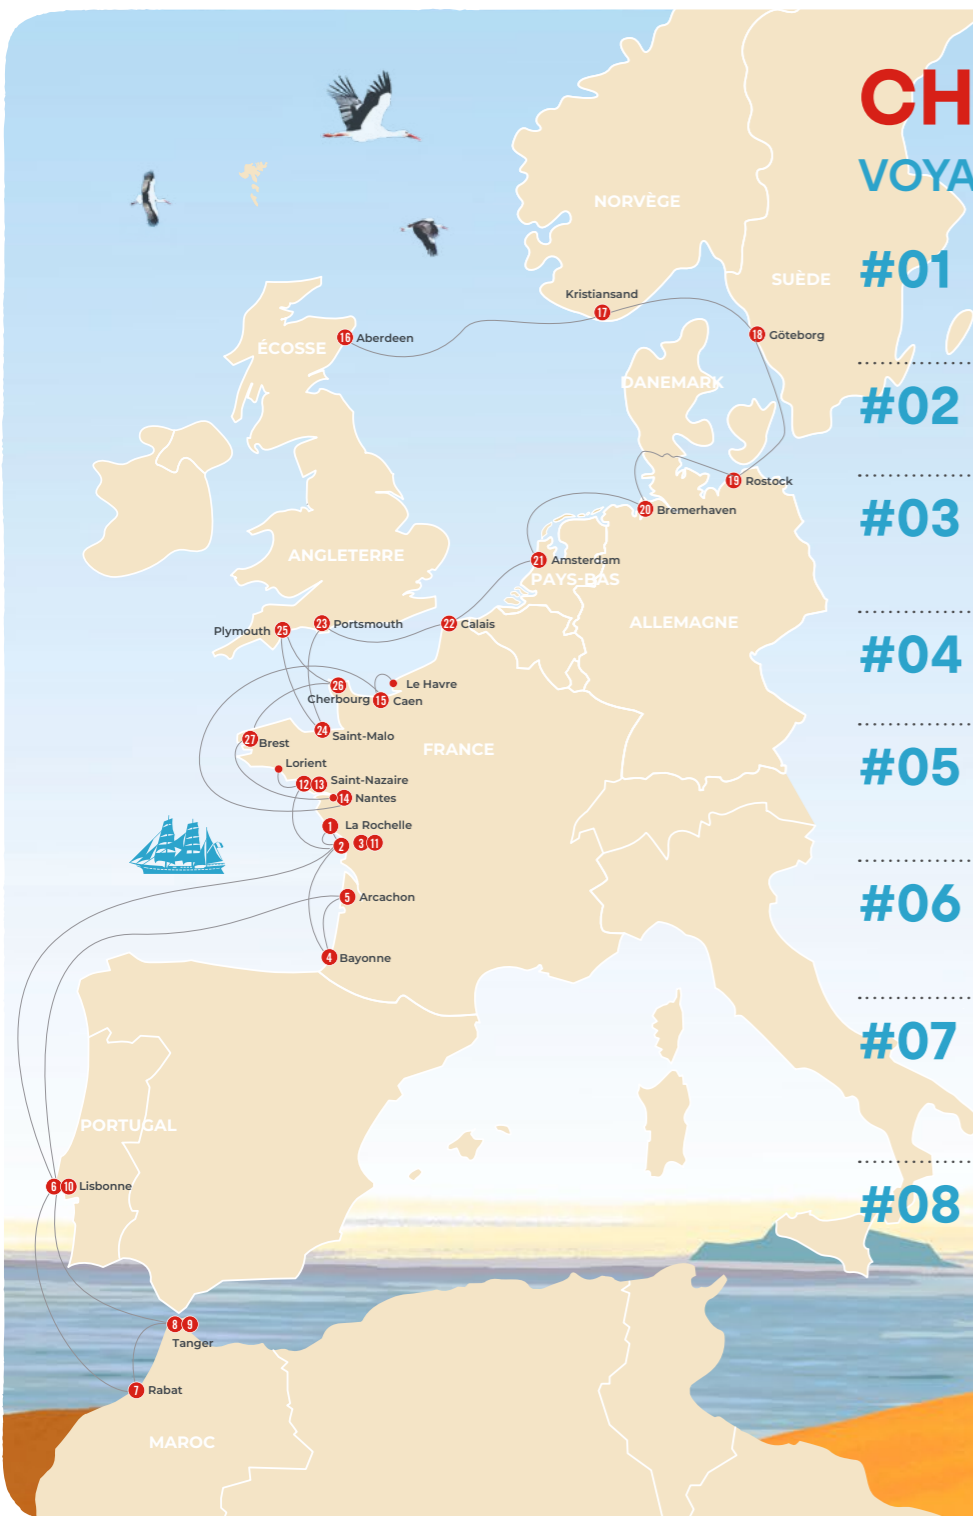 CH
VOYA
NORVÈGE
#01
SUÈDE
Kristiansand
17
16 Aberdeen
18 Göteborg
ÉCOSSE
DANEMARK
#02
19 Rostock
20 Bremerhaven
#03
ANGLETERRE
21 Amsterdam
PAYS-BAS
Plymouth 25
23 Portsmouth
22 Calais
ALLEMAGNE
#04
26
Le Havre
Cherbourg
15 Caen
24
Saint-Malo
27
Brest
FRANCE
Lorient
#05
12 13 Saint-Nazaire
14 Nantes
1 La Rochelle
2 3 11
5 Arcachon
#06
4 Bayonne
#07
PORTUGAL
6 10 Lisbonne
#08
8 9
Tanger
7 Rabat
MAROC